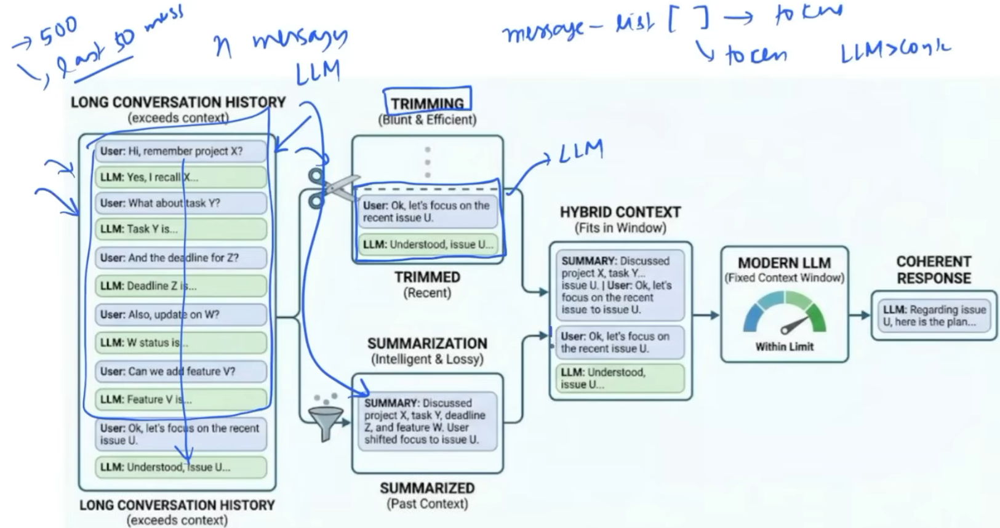 → 500
last 50 mess
n messages
LLM
message - list [ ] → token
token
LLM >
LONG CONVERSATION HISTORY
(exceeds context)
User: Hi, remember project X?
LLM: Yes, I recall X...
User: What about task Y?
LLM: Task Y is...
User: And the deadline for Z?
LLM: Deadline Z is...
User: Also, update on W?
LLM: W status is...
User: Can we add feature V?
LLM: Feature V is...
User: Ok, let's focus on the recent
issue U.
LLM: Understood, issue U...
LONG CONVERSATION HISTORY
(exceeds context)
TRIMMING
(Blunt & Efficient)
LLM
User: Ok, let's focus on the
recent issue U.
LLM: Understood, issue U...
TRIMMED
(Recent)
SUMMARIZATION
(Intelligent & Lossy)
SUMMARY: Discussed
project X, task Y, deadline
Z, and feature W. User
shifted focus to issue U.
SUMMARIZED
(Past Context)
HYBRID CONTEXT
(Fits in Window)
SUMMARY: Discussed
project X, task Y...
issue U. | User: Ok, let's
focus on the recent
issue to issue U.
User: Ok, let's focus on
the recent issue U.
LLM: Understood,
issue U...
MODERN LLM
(Fixed Context Window)
Within Limit
COHERENT
RESPONSE
LLM: Regarding issue
U, here is the plan...